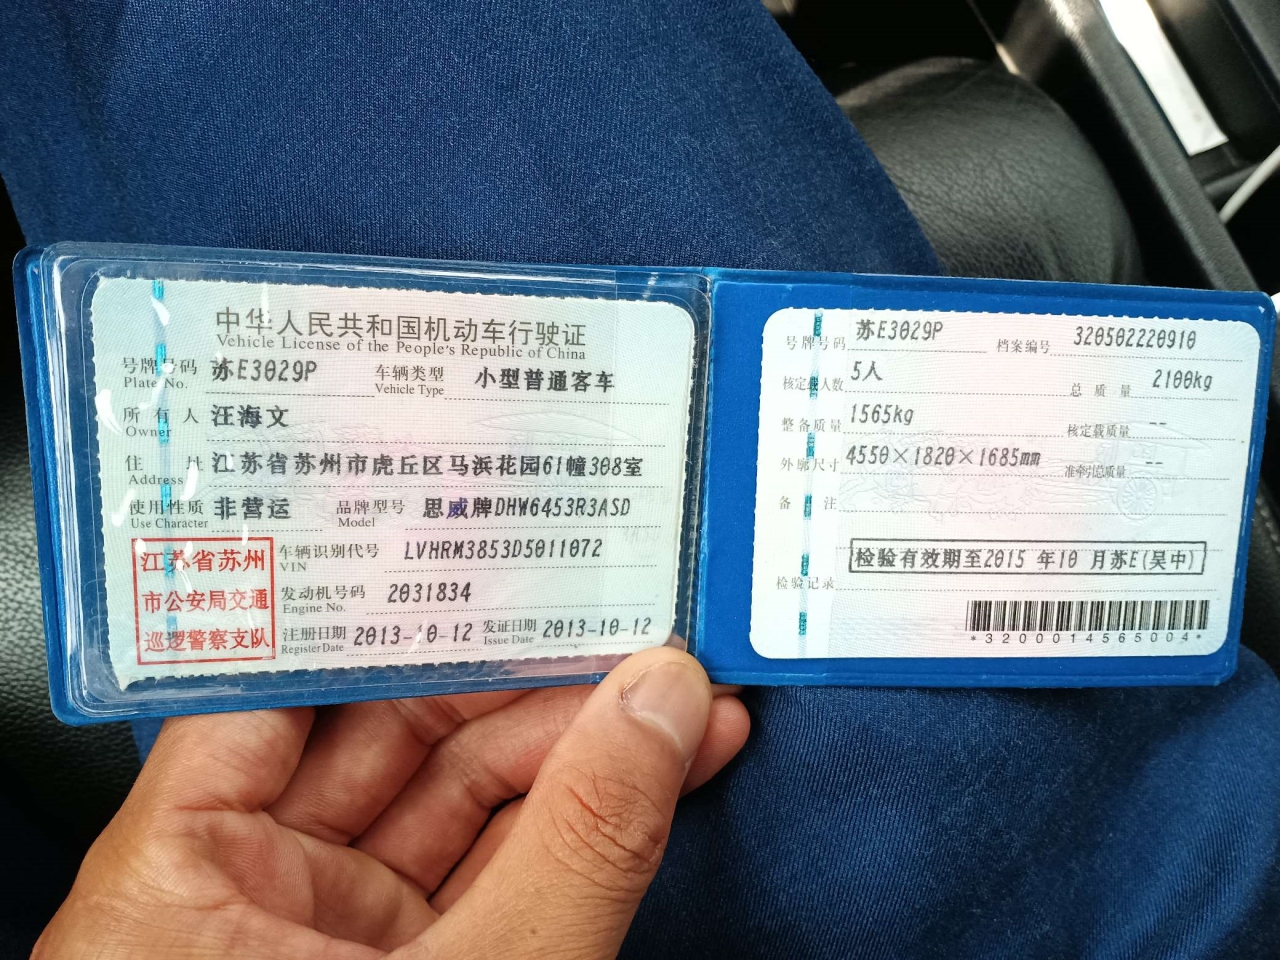 中华人民共和国机动车行驶证
Vehicle License of the People's Republic of China
号牌号码 苏E3029P 车辆类型 小型普通客车
Plate No. Vehicle Type
所有人 汪海文
Owner
住址 江苏省苏州市虎丘区马浜花园61幢308室
Address
使用性质 非营运 品牌型号 思威牌DHW6453R3ASD
Use Character Model
江苏省苏州
市公安局交通
巡逻警察支队
车辆识别代号 LVHRM3853D5011072
VIN
发动机号码 2031834
Engine No.
注册日期 2013-10-12 发证日期 2013-10-12
Register Date Issue Date
号牌号码 苏E3029P 档案编号 320502220910
核定载人数 5人 总质量 2100kg
整备质量 1565kg 核定载质量 --
外廓尺寸 4550×1820×1685mm 准牵引总质量 --
备注
检验有效期至2015 年10 月苏E(吴中)
检验记录
*3200014565004*